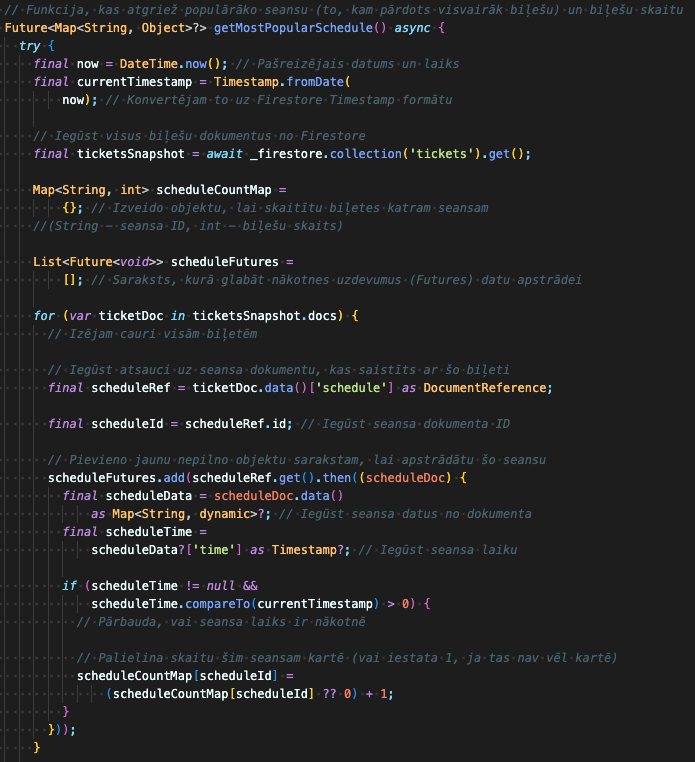 // Funkcija, kas atgriež populārāko seansu (to, kam pārdots visvairāk biļešu) un biļešu skaitu
Future<Map<String, Object>?> getMostPopularSchedule() async {
  try {
    final now = DateTime.now(); // Pašreizējais datums un laiks
    final currentTimestamp = Timestamp.fromDate(
        now); // Konvertējam to uz Firestore Timestamp formātu

    // Iegūst visus biļešu dokumentus no Firestore
    final ticketsSnapshot = await _firestore.collection('tickets').get();

    Map<String, int> scheduleCountMap =
        {}; // Izveido objektu, lai skaitītu biļetes katram seansam
    //(String - seansa ID, int - biļešu skaits)

    List<Future<void>> scheduleFutures =
        []; // Saraksts, kurā glabāt nākotnes uzdevumus (Futures) datu apstrādei

    for (var ticketDoc in ticketsSnapshot.docs) {
      // Izējam cauri visām biļetēm

      // Iegūst atsauci uz seansa dokumentu, kas saistīts ar šo biļeti
      final scheduleRef = ticketDoc.data()['schedule'] as DocumentReference;

      final scheduleId = scheduleRef.id; // Iegūst seansa dokumenta ID

      // Pievieno jaunu nepilno objektu sarakstam, lai apstrādātu šo seansu
      scheduleFutures.add(scheduleRef.get().then((scheduleDoc) {
        final scheduleData = scheduleDoc.data()
            as Map<String, dynamic>?; // Iegūst seansa datus no dokumenta
        final scheduleTime =
            scheduleData?['time'] as Timestamp?; // Iegūst seansa laiku

        if (scheduleTime != null &&
            scheduleTime.compareTo(currentTimestamp) > 0) {
          // Pārbauda, vai seansa laiks ir nākotnē

          // Palielina skaitu šim seansam kartē (vai iestata 1, ja tas nav vēl kartē)
          scheduleCountMap[scheduleId] =
              (scheduleCountMap[scheduleId] ?? 0) + 1;
        }
      }));
    }